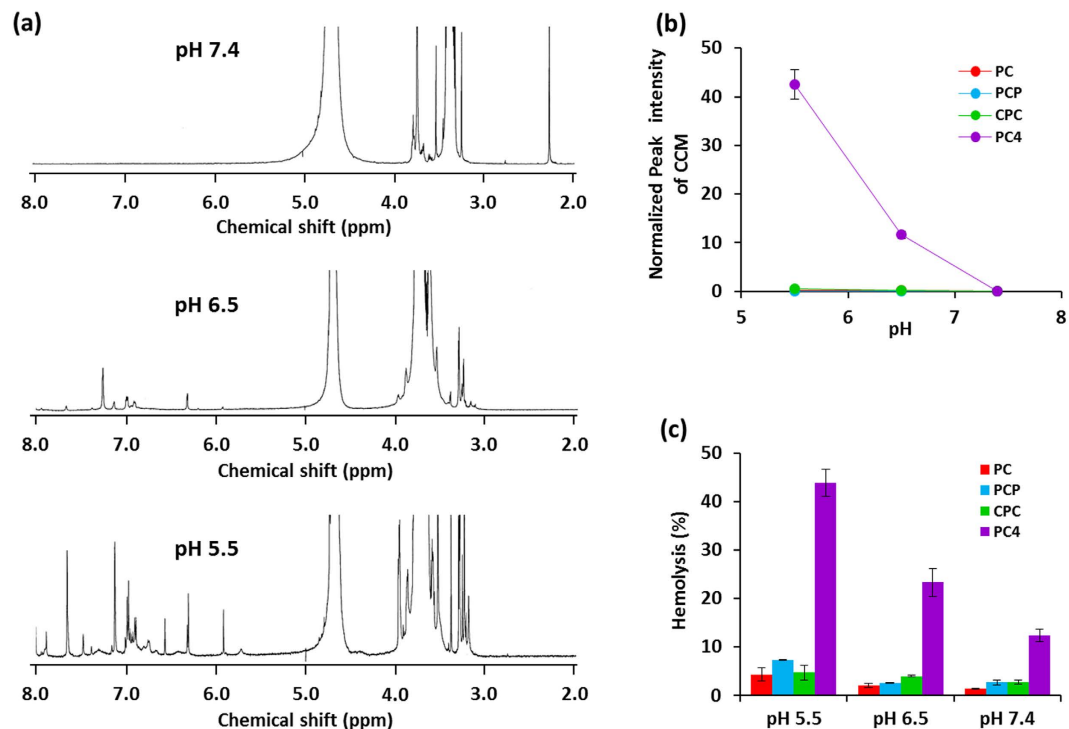 (a)
pH 7.4
8.0 7.0 6.0 5.0 4.0 3.0 2.0
Chemical shift (ppm)
pH 6.5
8.0 7.0 6.0 5.0 4.0 3.0 2.0
Chemical shift (ppm)
pH 5.5
8.0 7.0 6.0 5.0 4.0 3.0 2.0
Chemical shift (ppm)
(b)
Normalized Peak intensity
of CCM
50
40
30
20
10
0
5 6 7 8
pH
PC
PCP
CPC
PC4
(c)
Hemolysis (%)
50
40
30
20
10
0
pH 5.5 pH 6.5 pH 7.4
PC
PCP
CPC
PC4